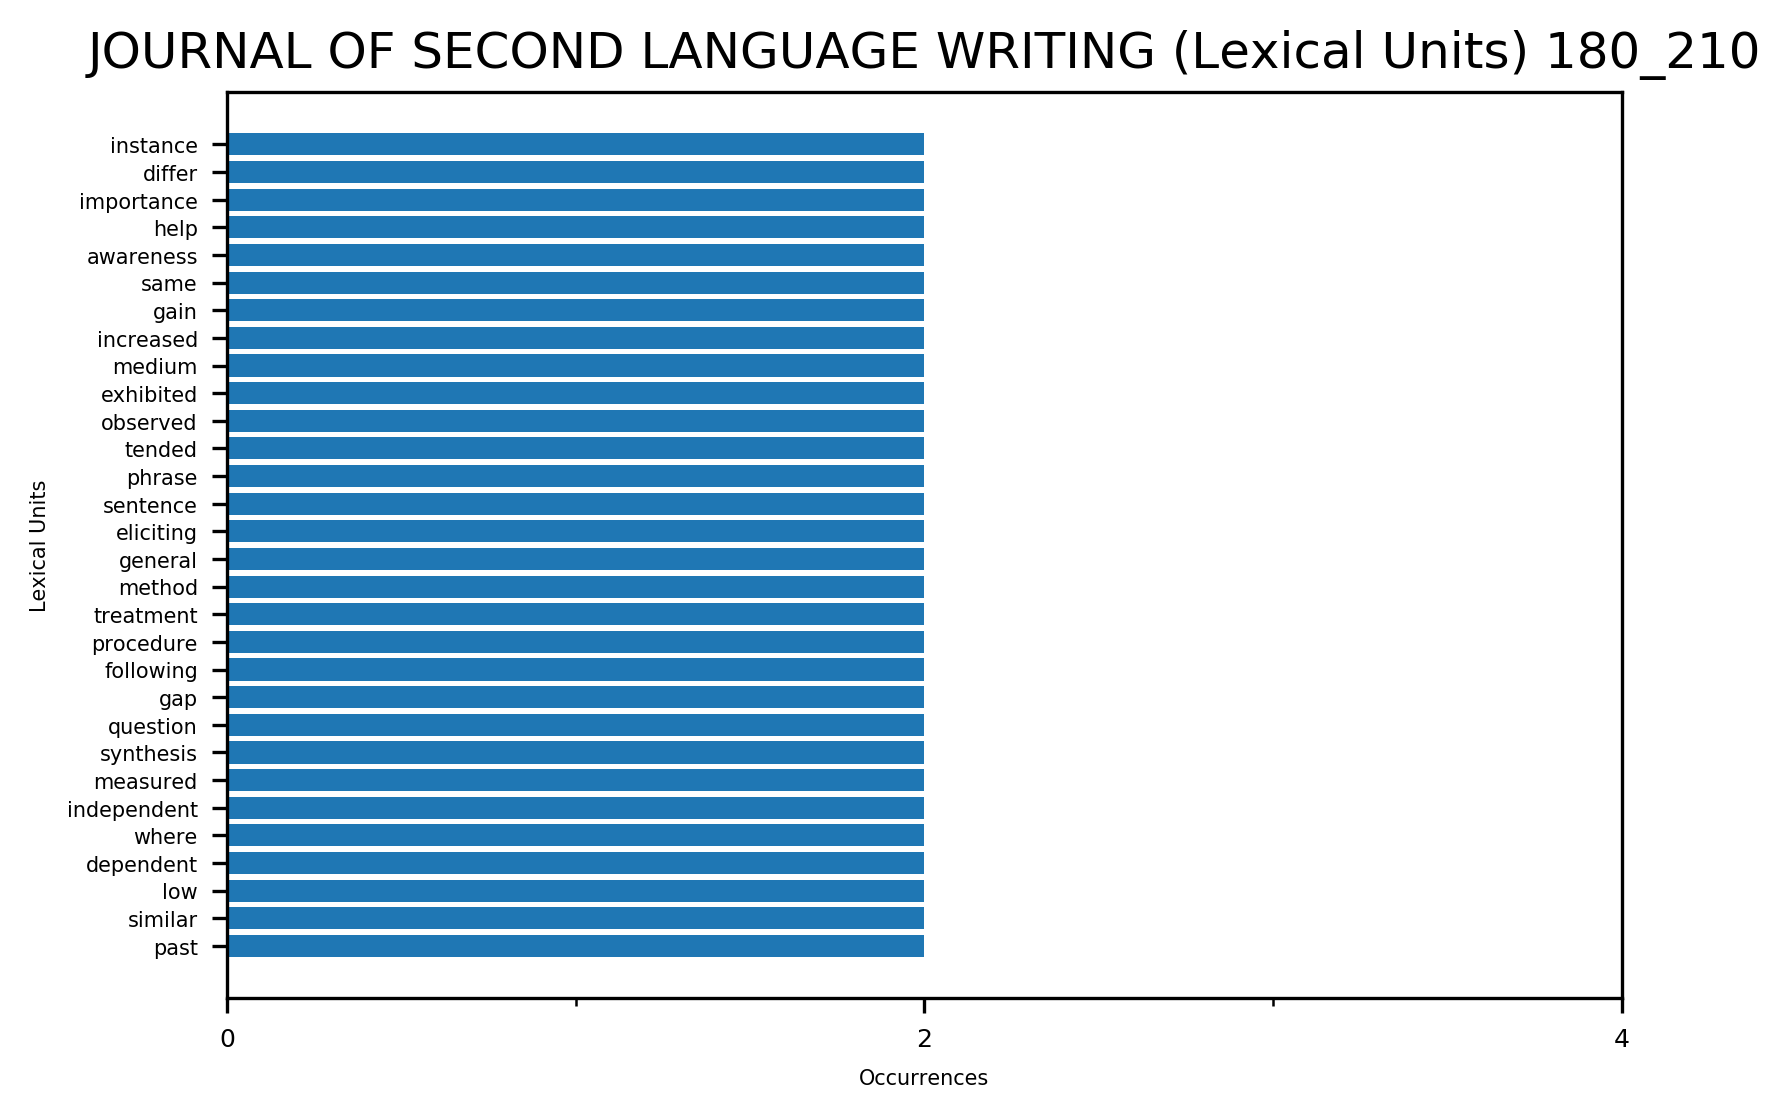 JOURNAL OF SECOND LANGUAGE WRITING (Lexical Units) 180_210
instance
differ
importance
help
awareness
same
gain
increased
medium
exhibited
observed
tended
phrase
sentence
eliciting
general
method
treatment
procedure
following
gap
question
synthesis
measured
independent
where
dependent
low
similar
past
Lexical Units
0 2 4
Occurrences